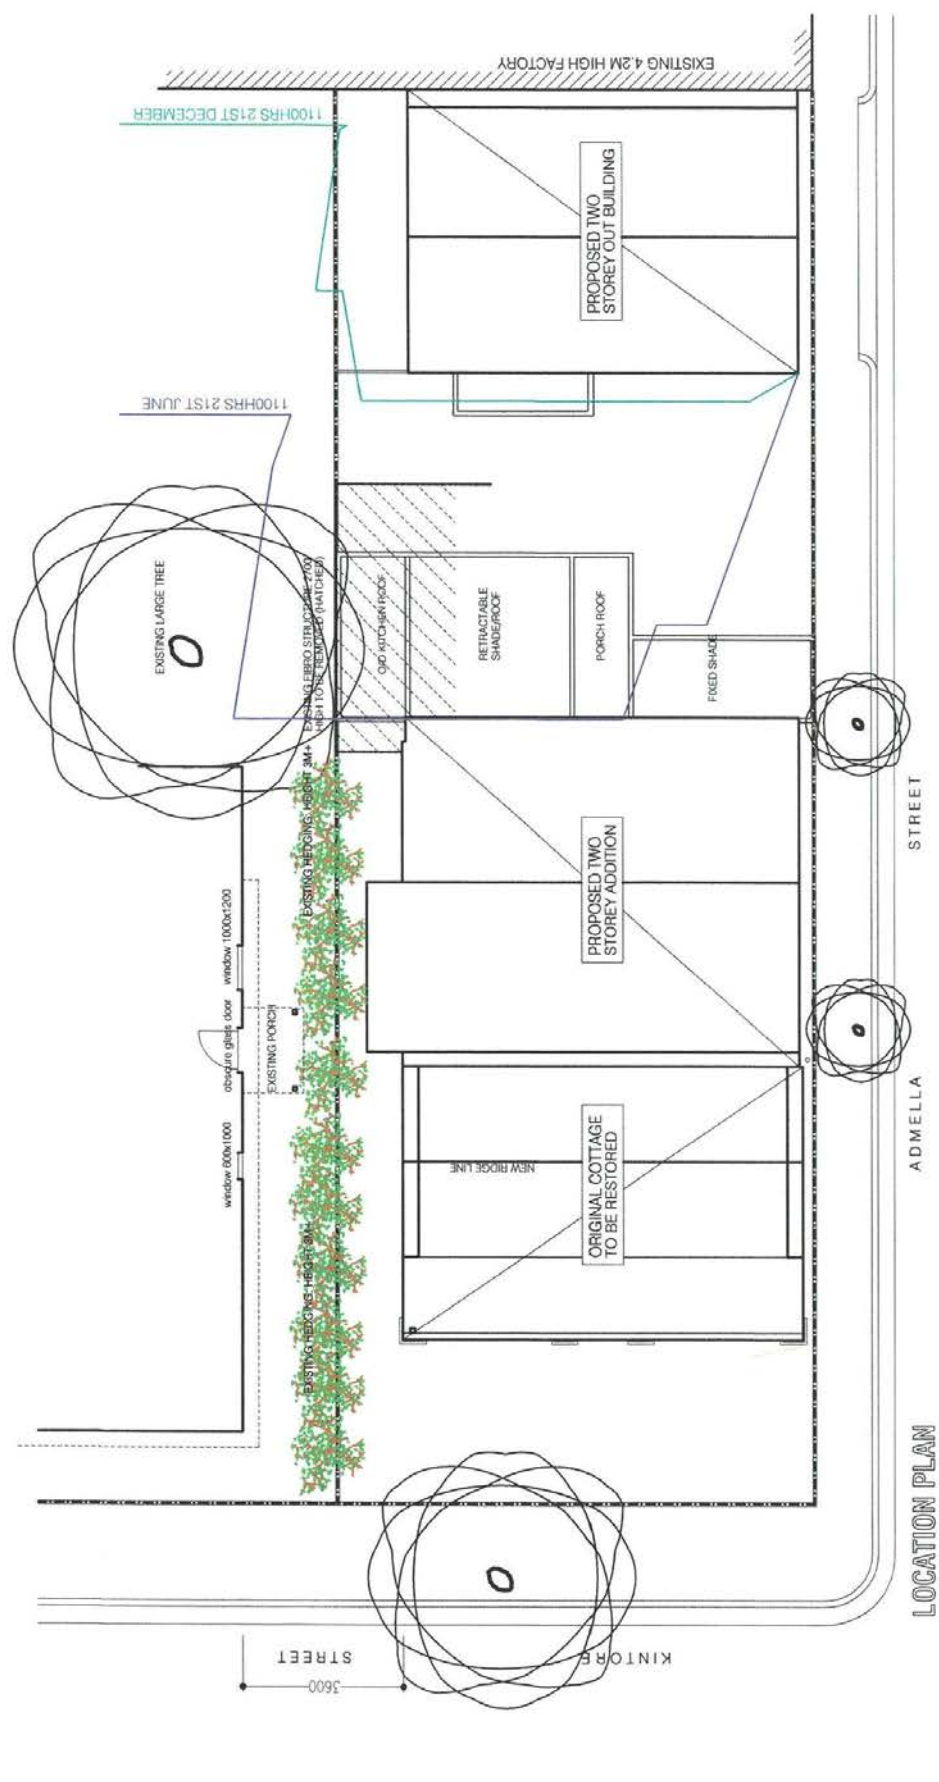 EXISTING 4.2M HIGH FACTORY
1100HRS 21ST DECEMBER
PROPOSED TWO
STOREY OUT BUILDING
1100HRS 21ST JUNE
EXISTING LARGE TREE
EXISTING FIBRO STRUCTURE 2700
HIGH TO BE REMOVED (HATCHED)
O/D KITCHEN ROOF
RETRACTABLE
SHADE/ROOF
PORCH ROOF
FIXED SHADE
EXISTING HEDGING, HEIGHT 3M+
PROPOSED TWO
STOREY ADDITION
window 1000x1200
obscure glass door
EXISTING PORCH
window 600x1000
EXISTING HEDGING, HEIGHT 3M+
NEW RIDGE LINE
ORIGINAL COTTAGE
TO BE RESTORED
ADMELLA STREET
KINTORE STREET
3600
LOCATION PLAN